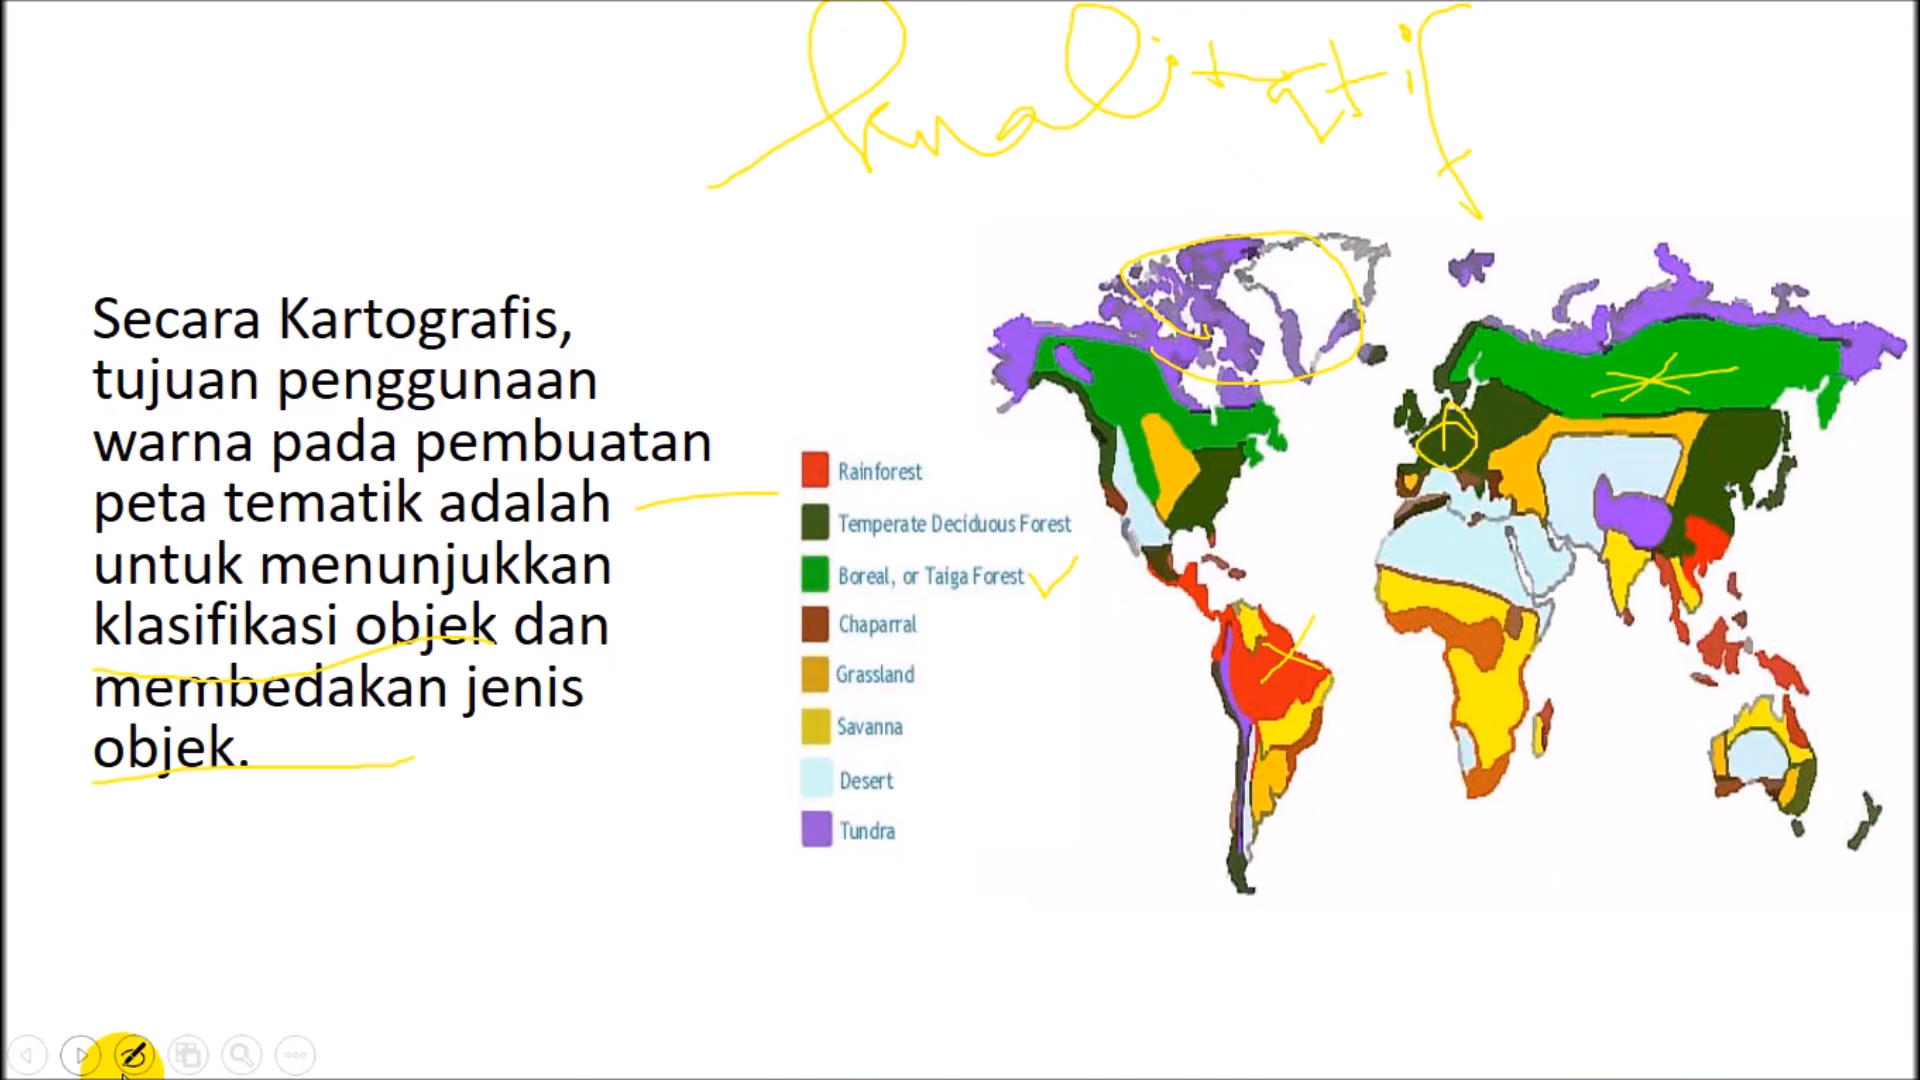 kualitatif
Secara Kartografis,
tujuan penggunaan
warna pada pembuatan
peta tematik adalah
untuk menunjukkan
klasifikasi objek dan
membedakan jenis
objek.
Rainforest
Temperate Deciduous Forest
Boreal, or Taiga Forest
Chaparral
Grassland
Savanna
Desert
Tundra